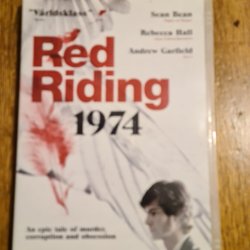 "Världsklass"
Sean Bean
Rebecca Hall
Andrew Garfield
Red
Riding
1974
An epic tale of murder,
corruption and obsession